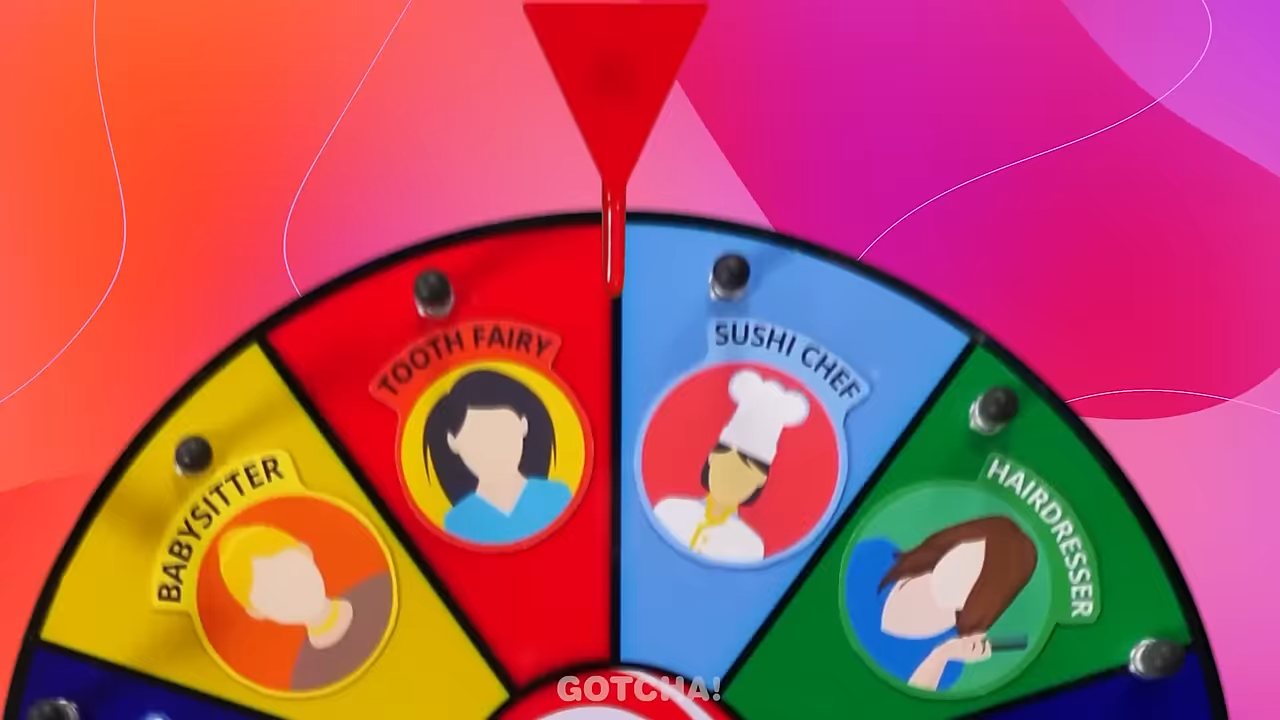 TOOTH FAIRY
SUSHI CHEF
BABYSITTER
HAIRDRESSER
GOTCHA!